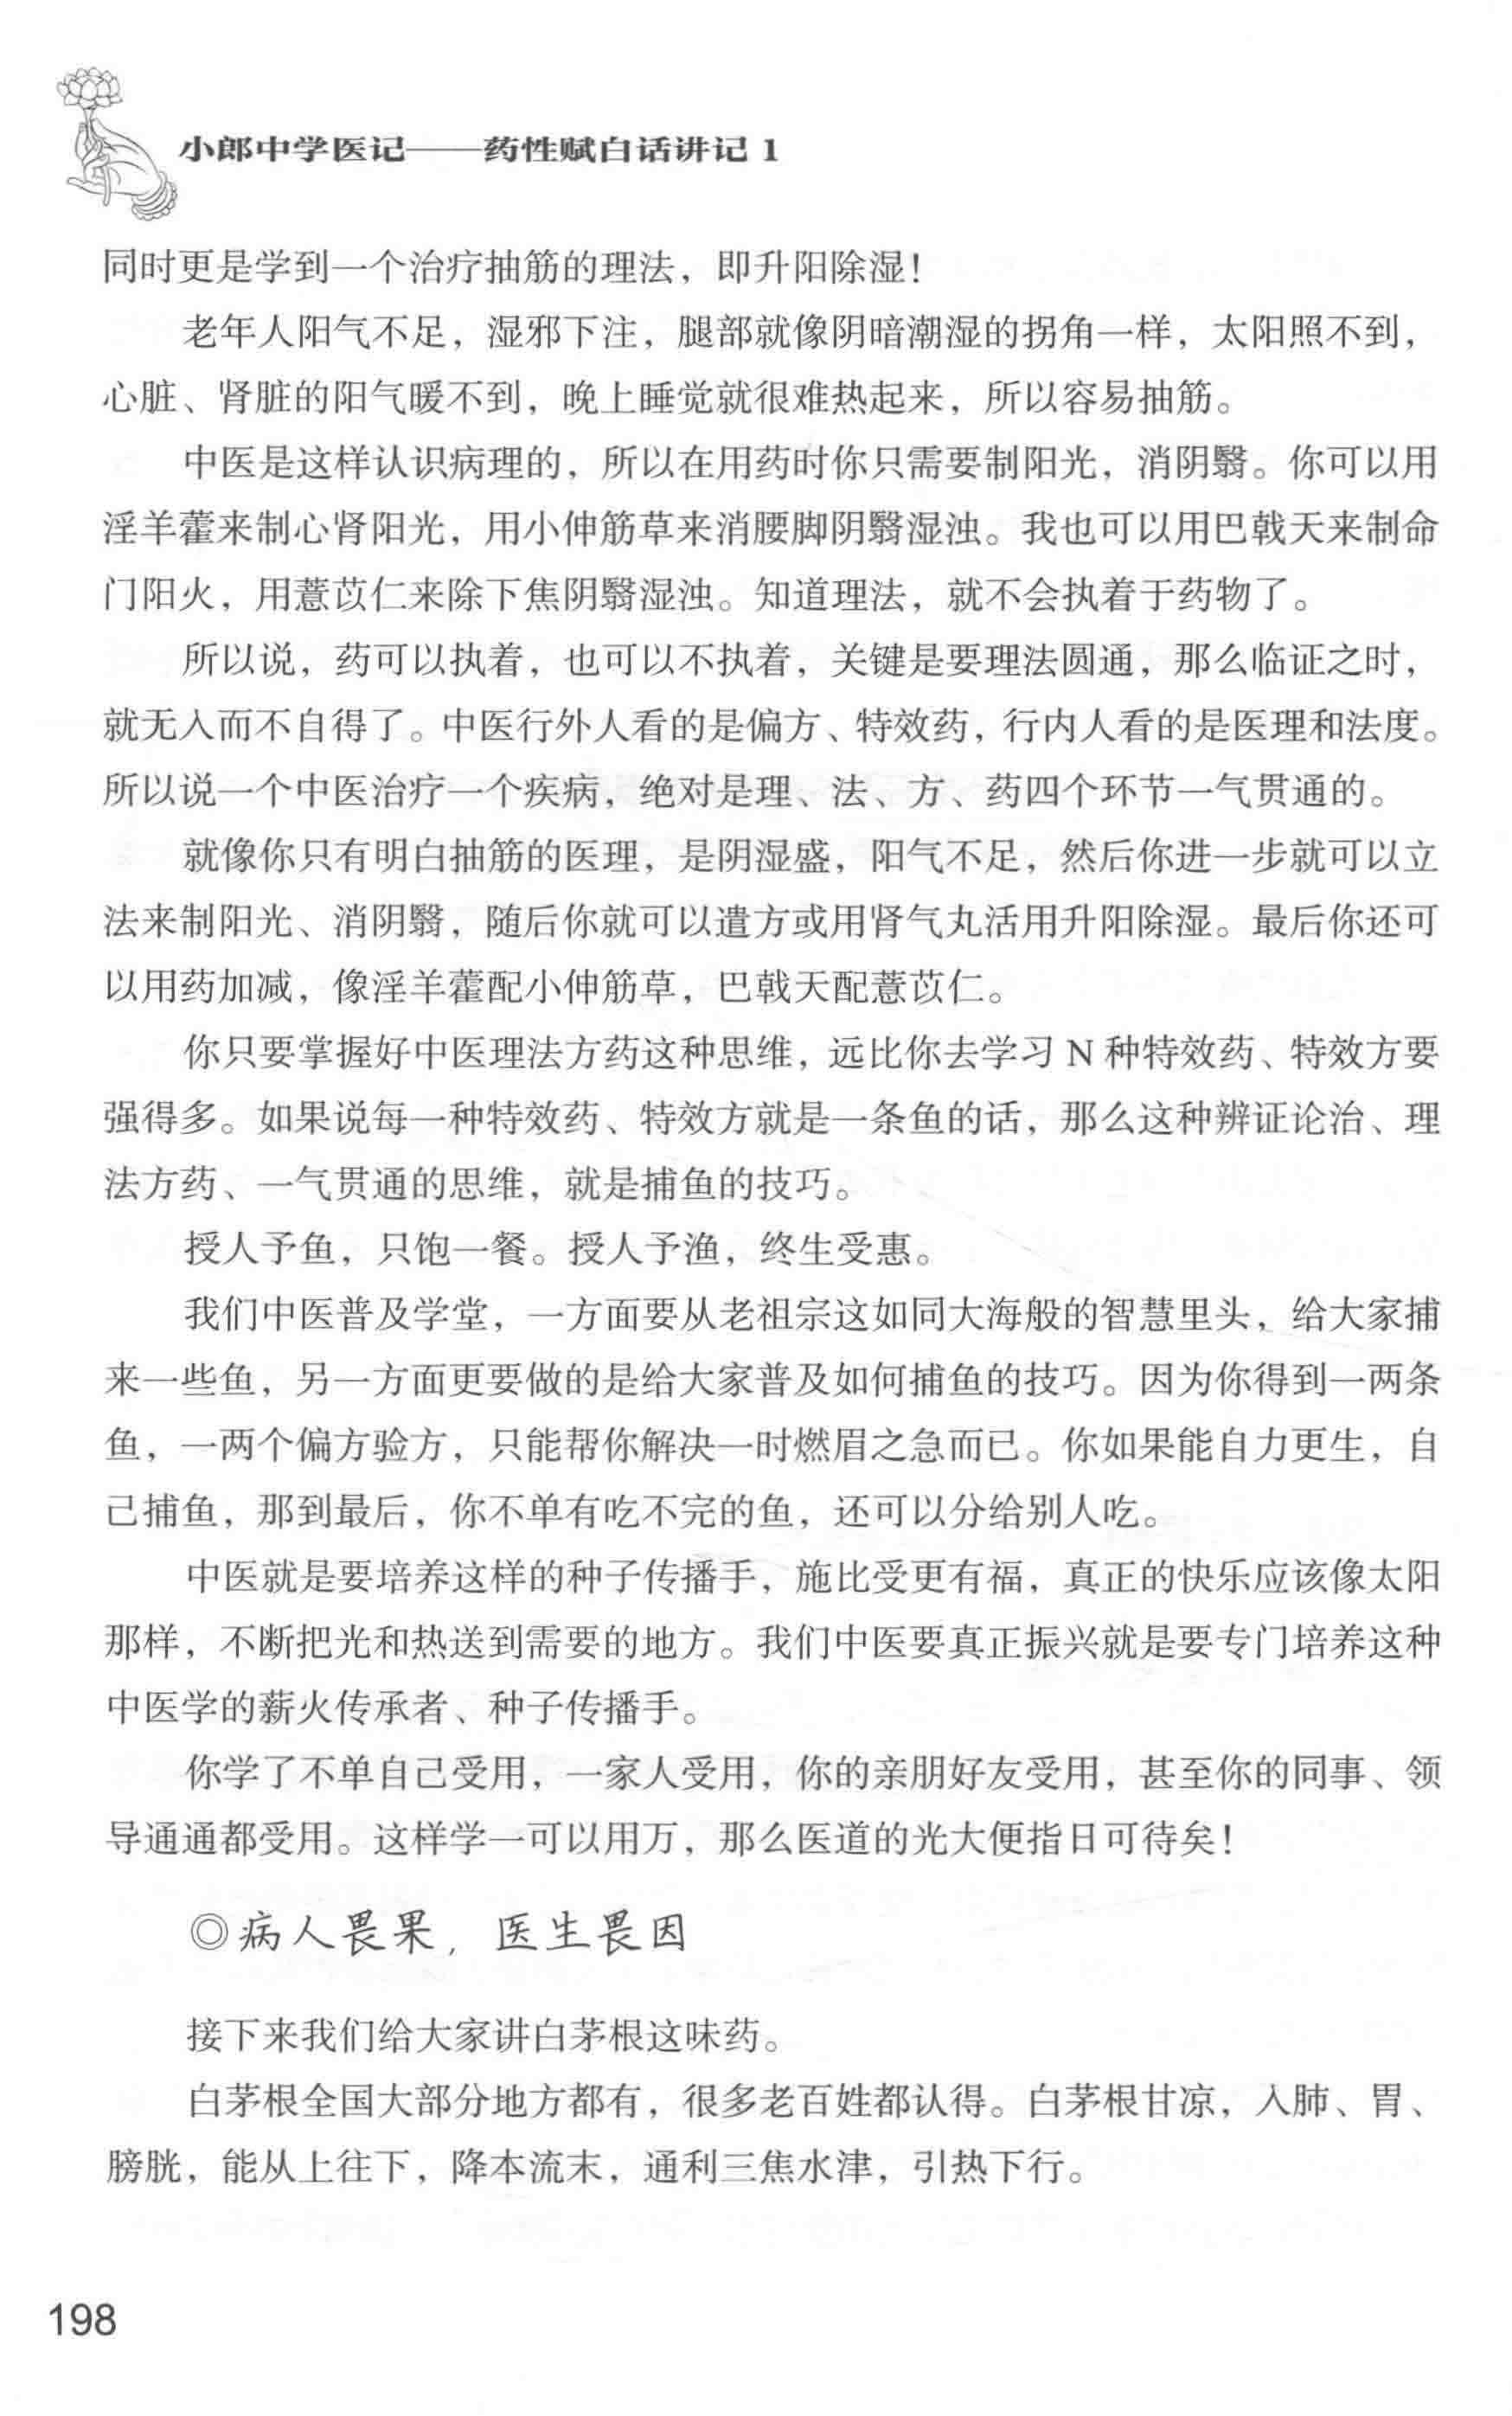 小郎中学医记——药性赋白话讲记 1
同时更是学到一个治疗抽筋的理法，即升阳除湿！
老年人阳气不足，湿邪下注，腿部就像阴暗潮湿的拐角一样，太阳照不到，
心脏、肾脏的阳气暖不到，晚上睡觉就很难热起来，所以容易抽筋。
中医是这样认识病理的，所以在用药时你只需要制阳光，消阴翳。你可以用
淫羊藿来制心肾阳光，用小伸筋草来消腰脚阴翳湿浊。我也可以用巴戟天来制命
门阳火，用薏苡仁来除下焦阴翳湿浊。知道理法，就不会执着于药物了。
所以说，药可以执着，也可以不执着，关键是要理法圆通，那么临证之时，
就无入而不自得了。中医行外人看的是偏方、特效药，行内人看的是医理和法度。
所以说一个中医治疗一个疾病，绝对是理、法、方、药四个环节一气贯通的。
就像你只有明白抽筋的医理，是阴湿盛，阳气不足，然后你进一步就可以立
法来制阳光、消阴翳，随后你就可以遣方或用肾气丸活用升阳除湿。最后你还可
以用药加减，像淫羊藿配小伸筋草，巴戟天配薏苡仁。
你只要掌握好中医理法方药这种思维，远比你去学习 N 种特效药、特效方要
强得多。如果说每一种特效药、特效方就是一条鱼的话，那么这种辨证论治、理
法方药、一气贯通的思维，就是捕鱼的技巧。
授人予鱼，只饱一餐。授人予渔，终生受惠。
我们中医普及学堂，一方面要从老祖宗这如同大海般的智慧里头，给大家捕
来一些鱼，另一方面更要做的是给大家普及如何捕鱼的技巧。因为你得到一两条
鱼，一两个偏方验方，只能帮你解决一时燃眉之急而已。你如果能自力更生，自
己捕鱼，那到最后，你不单有吃不完的鱼，还可以分给别人吃。
中医就是要培养这样的种子传播手，施比受更有福，真正的快乐应该像太阳
那样，不断把光和热送到需要的地方。我们中医要真正振兴就是要专门培养这种
中医学的薪火传承者、种子传播手。
你学了不单自己受用，一家人受用，你的亲朋好友受用，甚至你的同事、领
导通通都受用。这样学一可以用万，那么医道的光大便指日可待矣！
◎病人畏果，医生畏因
接下来我们给大家讲白茅根这味药。
白茅根全国大部分地方都有，很多老百姓都认得。白茅根甘凉，入肺、胃、
膀胱，能从上往下，降本流末，通利三焦水津，引热下行。
198